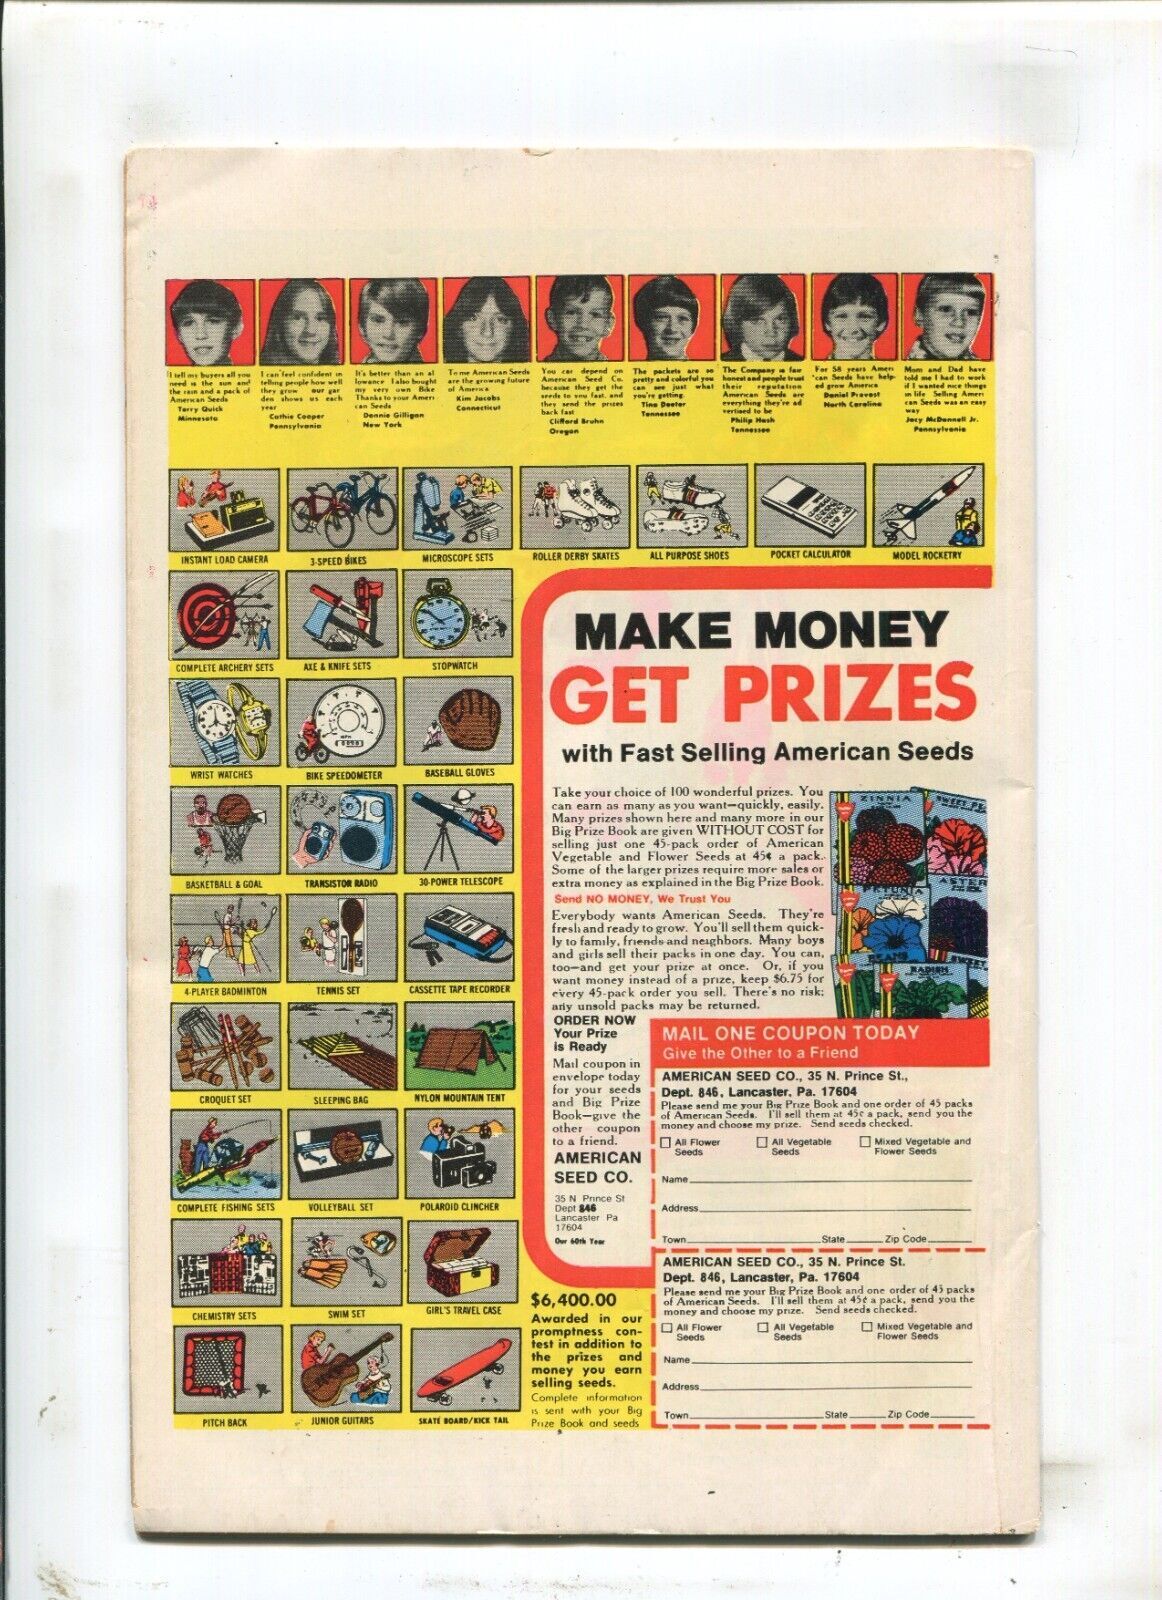 I tell my buyers all you
need is the sun and
the rain and a pack of
American Seeds
Terry Quick
Minnesota
I can feel confident in
telling people how well
they grow our gar
den shows us each
year
Cathie Cooper
Pennsylvania
It's better than an al
lowance I also bought
my very own Bike
Thanks to your Ameri
can Seeds
Donnie Gilligan
New York
To me American Seeds
are the growing future
of America
Kim Jacobs
Connecticut
You can depend on
American Seed Co.
because they get the
seeds to you fast, and
they send the prizes
back fast
Clifford Bruhn
Oregon
The packets are so
pretty and colorful you
can see just what
you're getting.
Tina Deeter
Tennessee
The Company is fair
honest and people trust
their reputation
American Seeds are
everything they're ad
vertised to be
Philip Hash
Tennessee
For 58 years Ameri
can Seeds have help-
ed grow America
Daniel Provost
North Carolina
Mom and Dad have
told me I had to work
if I wanted nice things
in life Selling Ameri
can Seeds was an easy
way
Jacy McDonnell Jr.
Pennsylvania
INSTANT LOAD CAMERA
3-SPEED BIKES
MICROSCOPE SETS
ROLLER DERBY SKATES
ALL PURPOSE SHOES
POCKET CALCULATOR
MODEL ROCKETRY
COMPLETE ARCHERY SETS
AXE & KNIFE SETS
STOPWATCH
WRIST WATCHES
BIKE SPEEDOMETER
BASEBALL GLOVES
BASKETBALL & GOAL
TRANSISTOR RADIO
30-POWER TELESCOPE
4-PLAYER BADMINTON
TENNIS SET
CASSETTE TAPE RECORDER
CROQUET SET
SLEEPING BAG
NYLON MOUNTAIN TENT
COMPLETE FISHING SETS
VOLLEYBALL SET
POLAROID CLINCHER
CHEMISTRY SETS
SWIM SET
GIRL'S TRAVEL CASE
PITCH BACK
JUNIOR GUITARS
SKATE BOARD/KICK TAIL
MAKE MONEY
GET PRIZES
with Fast Selling American Seeds
Take your choice of 100 wonderful prizes. You
can earn as many as you want—quickly, easily.
Many prizes shown here and many more in our
Big Prize Book are given WITHOUT COST for
selling just one 45-pack order of American
Vegetable and Flower Seeds at 45¢ a pack.
Some of the larger prizes require more sales or
extra money as explained in the Big Prize Book.
Send NO MONEY, We Trust You
Everybody wants American Seeds. They're
fresh and ready to grow. You'll sell them quick-
ly to family, friends and neighbors. Many boys
and girls sell their packs in one day. You can,
too—and get your prize at once. Or, if you
want money instead of a prize, keep $6.75 for
every 45-pack order you sell. There's no risk;
any unsold packs may be returned.
ZINNIA
SWEET PE
ASTER
PETUNIA
BEANS
RADISH
SWEET
ORDER NOW
Your Prize
is Ready
Mail coupon in
envelope today
for your seeds
and Big Prize
Book—give the
other coupon
to a friend.
AMERICAN
SEED CO.
35 N Prince St
Dept 846
Lancaster Pa
17604
Our 60th Year
MAIL ONE COUPON TODAY
Give the Other to a Friend
AMERICAN SEED CO., 35 N. Prince St.,
Dept. 846, Lancaster, Pa. 17604
Please send me your Big Prize Book and one order of 45 packs
of American Seeds. I'll sell them at 45¢ a pack, send you the
money and choose my prize. Send seeds checked.
All Flower Seeds
All Vegetable Seeds
Mixed Vegetable and Flower Seeds
Name
Address
Town State Zip Code
AMERICAN SEED CO., 35 N. Prince St.
Dept. 846, Lancaster, Pa. 17604
Please send me your Big Prize Book and one order of 45 packs
of American Seeds. I'll sell them at 45¢ a pack, send you the
money and choose my prize. Send seeds checked.
All Flower Seeds
All Vegetable Seeds
Mixed Vegetable and Flower Seeds
Name
Address
Town State Zip Code
$6,400.00
Awarded in our
promptness con-
test in addition to
the prizes and
money you earn
selling seeds.
Complete information
is sent with your Big
Prize Book and seeds